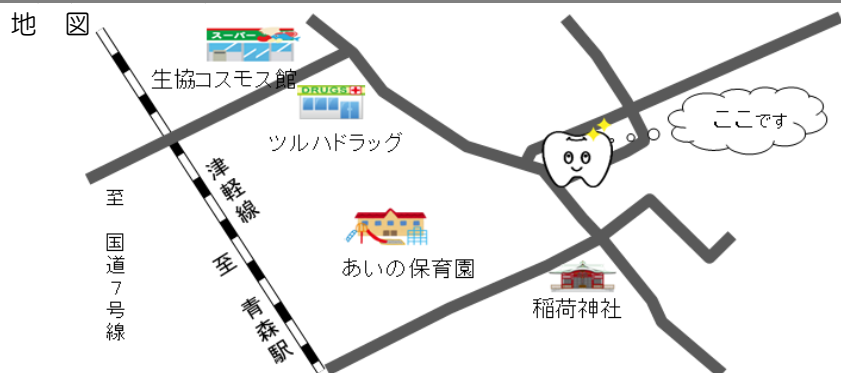 地 図
スーパー
生協コスモス館
DRUGS
ツルハドラッグ
ここです
津軽線
至 青森駅
至 国道7号線
あいの保育園
稲荷神社